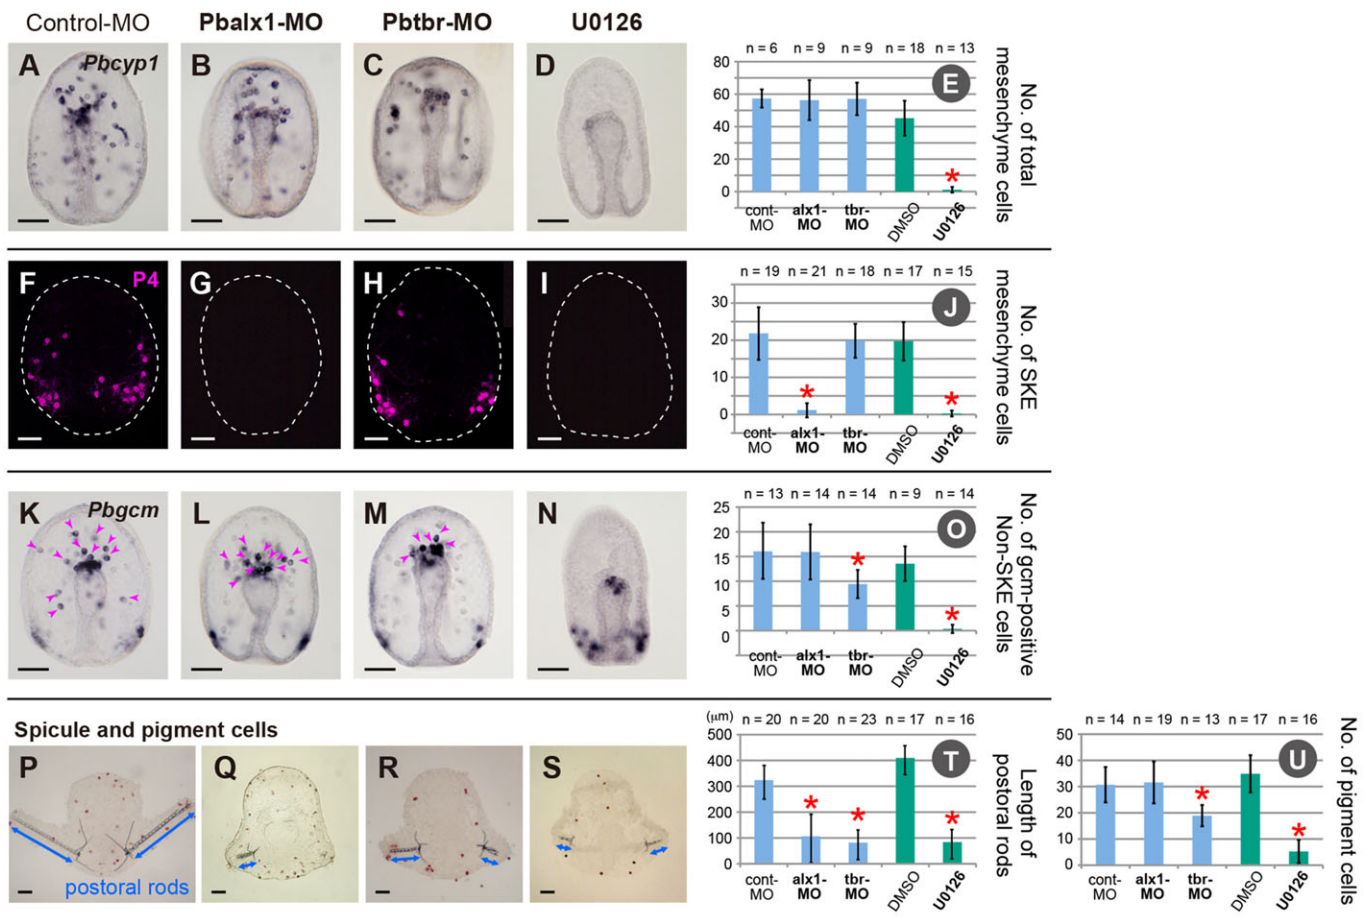 Control-MO Pbalx1-MO Pbtbr-MO U0126
A Pbcyp1 B C D
n = 6 n = 9 n = 9 n = 18 n = 13
E
80
60
40
20
0
cont-MO alx1-MO tbr-MO DMSO U0126
*
No. of total mesenchyme cells
F P4 G H I
n = 19 n = 21 n = 18 n = 17 n = 15
J
30
20
10
0
* *
cont-MO alx1-MO tbr-MO DMSO U0126
No. of SKE mesenchyme cells
K Pbgcm L M N
n = 13 n = 14 n = 14 n = 9 n = 14
O
25
20
15
10
5
0
* *
cont-MO alx1-MO tbr-MO DMSO U0126
No. of gcm-positive Non-SKE cells
Spicule and pigment cells
P Q R S
postoral rods
(μm) n = 20 n = 20 n = 23 n = 17 n = 16
T
500
400
300
200
100
0
* * *
cont-MO alx1-MO tbr-MO DMSO U0126
Length of postoral rods
n = 14 n = 19 n = 13 n = 17 n = 16
U
50
40
30
20
10
0
* *
cont-MO alx1-MO tbr-MO DMSO U0126
No. of pigment cells